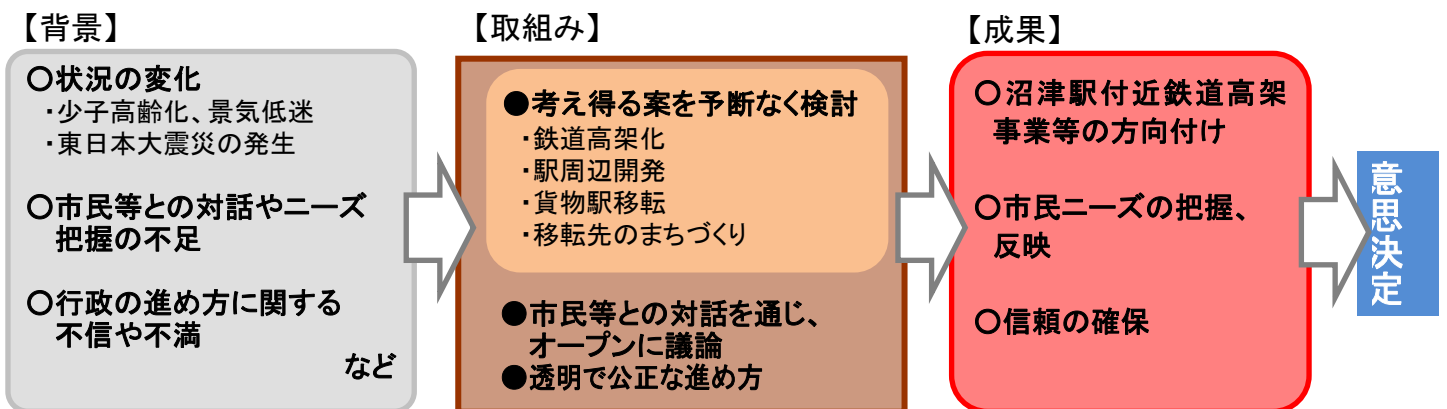 【背景】
○状況の変化
・少子高齢化、景気低迷
・東日本大震災の発生
○市民等との対話やニーズ
把握の不足
○行政の進め方に関する
不信や不満
など
【取組み】
●考え得る案を予断なく検討
・鉄道高架化
・駅周辺開発
・貨物駅移転
・移転先のまちづくり
●市民等との対話を通じ、
オープンに議論
●透明で公正な進め方
【成果】
○沼津駅付近鉄道高架
事業等の方向付け
○市民ニーズの把握、
反映
○信頼の確保
意思決定